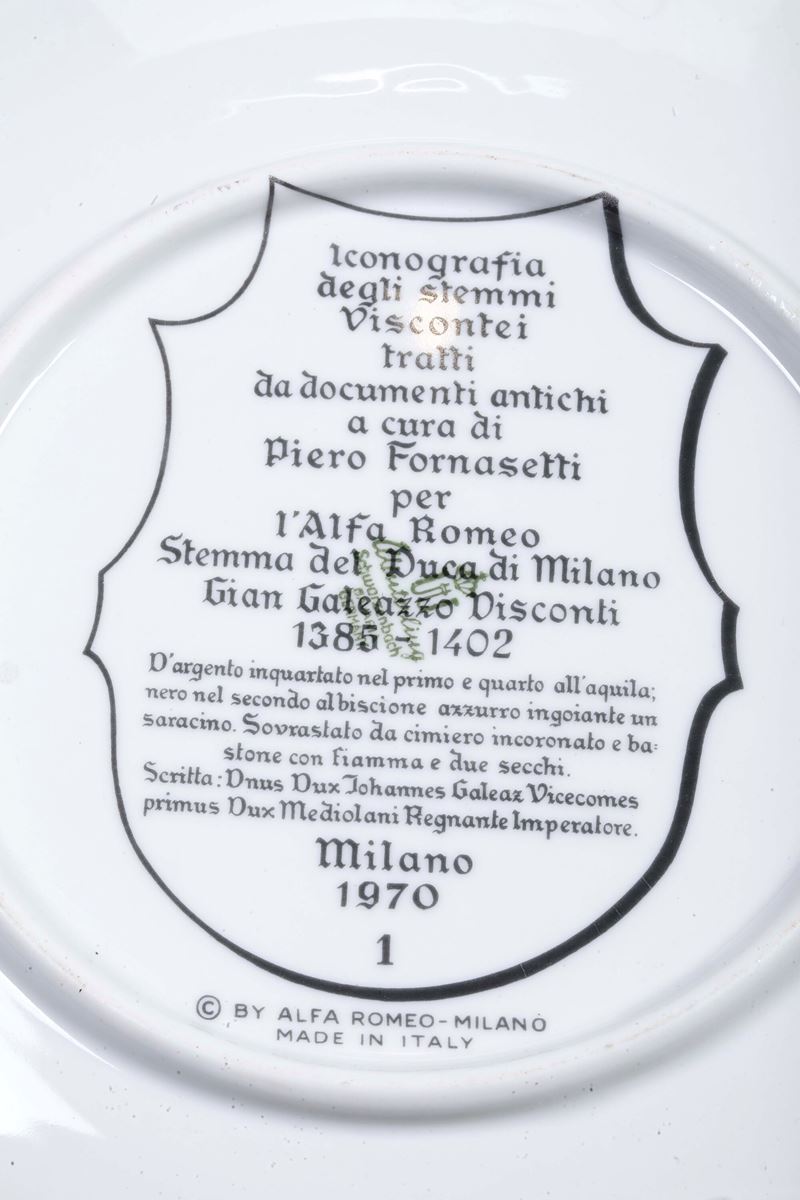 Iconografia
degli stemmi
Viscontei
tratti
da documenti antichi
a cura di
Piero Fornasetti
per
l'Alfa Romeo
Stemma del Duca di Milano
Gian Galeazzo Visconti
1385 - 1402
D'argento inquartato nel primo e quarto all'aquila;
nero nel secondo al biscione azzurro ingoiante un
saracino. Sovrastato da cimiero incoronato e ba=
stone con fiamma e due secchi.
Scritta: Dnus Dux Johannes Galeaz Vicecomes
primus Dux Mediolani Regnante Imperatore.
Milano
1970
1
© BY ALFA ROMEO - MILANO
MADE IN ITALY